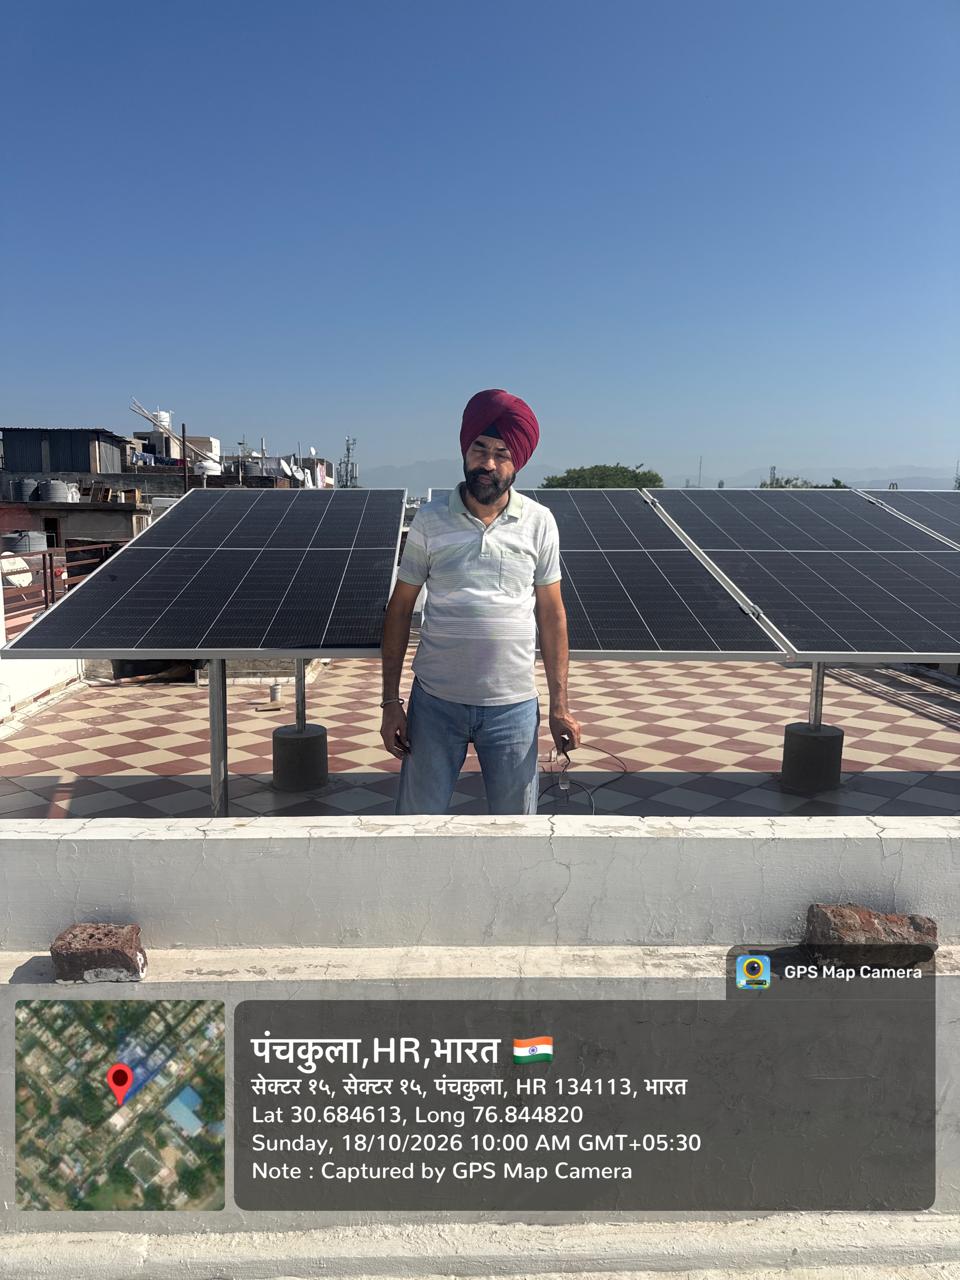 GPS Map Camera
पंचकुला,HR,भारत
सेक्टर १५, सेक्टर १५, पंचकुला, HR 134113, भारत
Lat 30.684613, Long 76.844820
Sunday, 18/10/2026 10:00 AM GMT+05:30
Note : Captured by GPS Map Camera